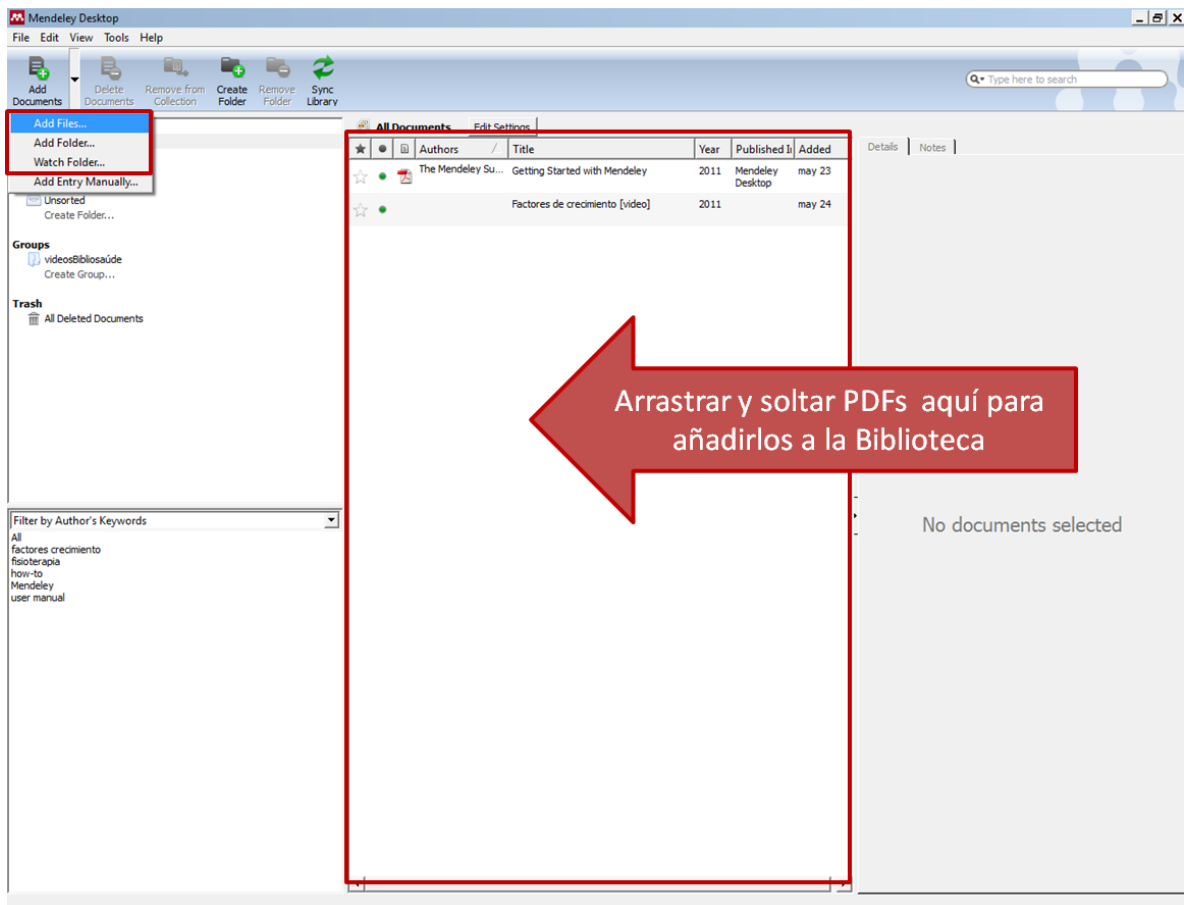 Mendeley Desktop
File Edit View Tools Help
Add Documents
Delete Documents
Remove from Collection
Create Folder
Remove Folder
Sync Library
Type here to search
Add Files...
Add Folder...
Watch Folder...
Add Entry Manually...
Unsorted
Create Folder...
Groups
videosBibliosaúde
Create Group...
Trash
All Deleted Documents
Filter by Author's Keywords
All
factores crecimiento
fisioterapia
how-to
Mendeley
user manual
All Documents Edit Settings
Authors Title Year Published I Added
The Mendeley Su... Getting Started with Mendeley 2011 Mendeley Desktop may 23
Factores de crecimiento [video] 2011 may 24
Arrastrar y soltar PDFs aquí para
añadirlos a la Biblioteca
Details Notes
No documents selected